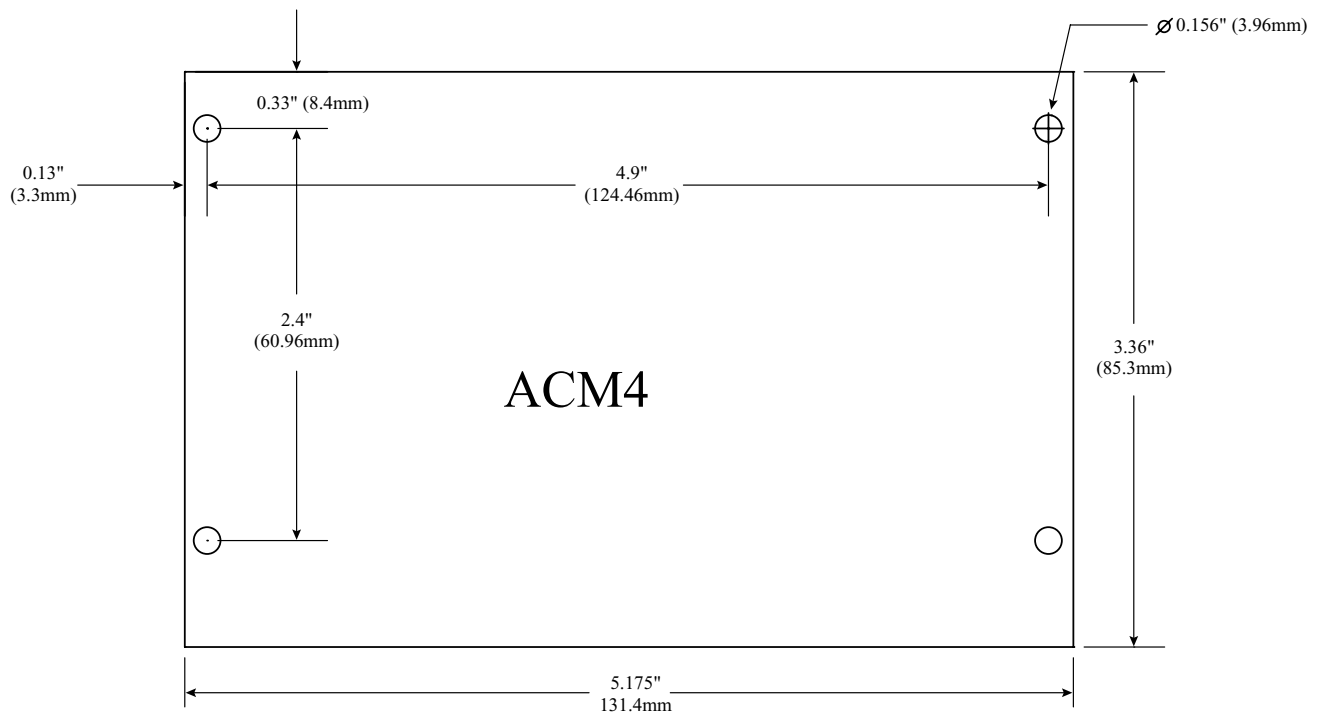 ⌀ 0.156" (3.96mm)
0.33" (8.4mm)
0.13"
(3.3mm)
4.9"
(124.46mm)
2.4"
(60.96mm)
3.36"
(85.3mm)
ACM4
5.175"
131.4mm